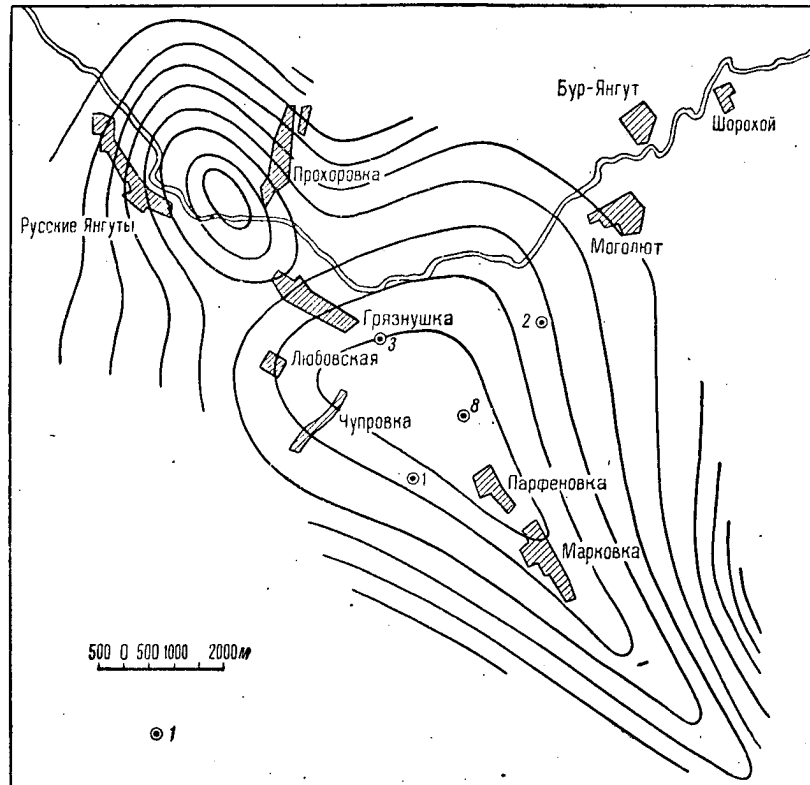 Бур-Янгут
Шорохой
Прохоровка
Русские Янгуты
Моголют
Грязнушка
2
3
Любовская
8
Чупровка
1
Парфеновка
Марковка
500 0 500 1000 2000 м
1